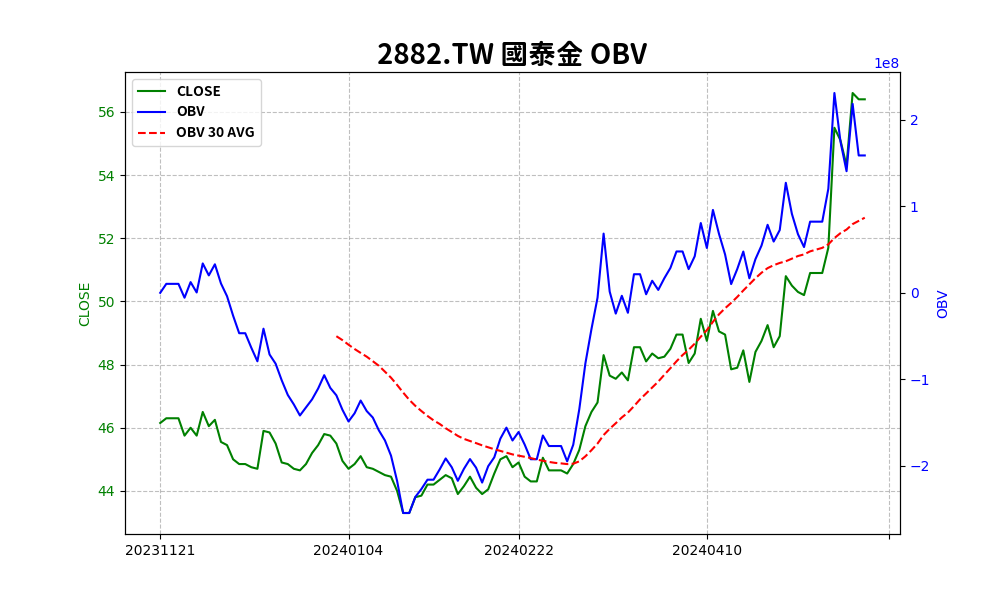 2882.TW 國泰金 OBV
1e8
CLOSE
OBV
OBV 30 AVG
56
54
52
50
48
46
44
CLOSE
2
1
0
−1
−2
OBV
20231121
20240104
20240222
20240410